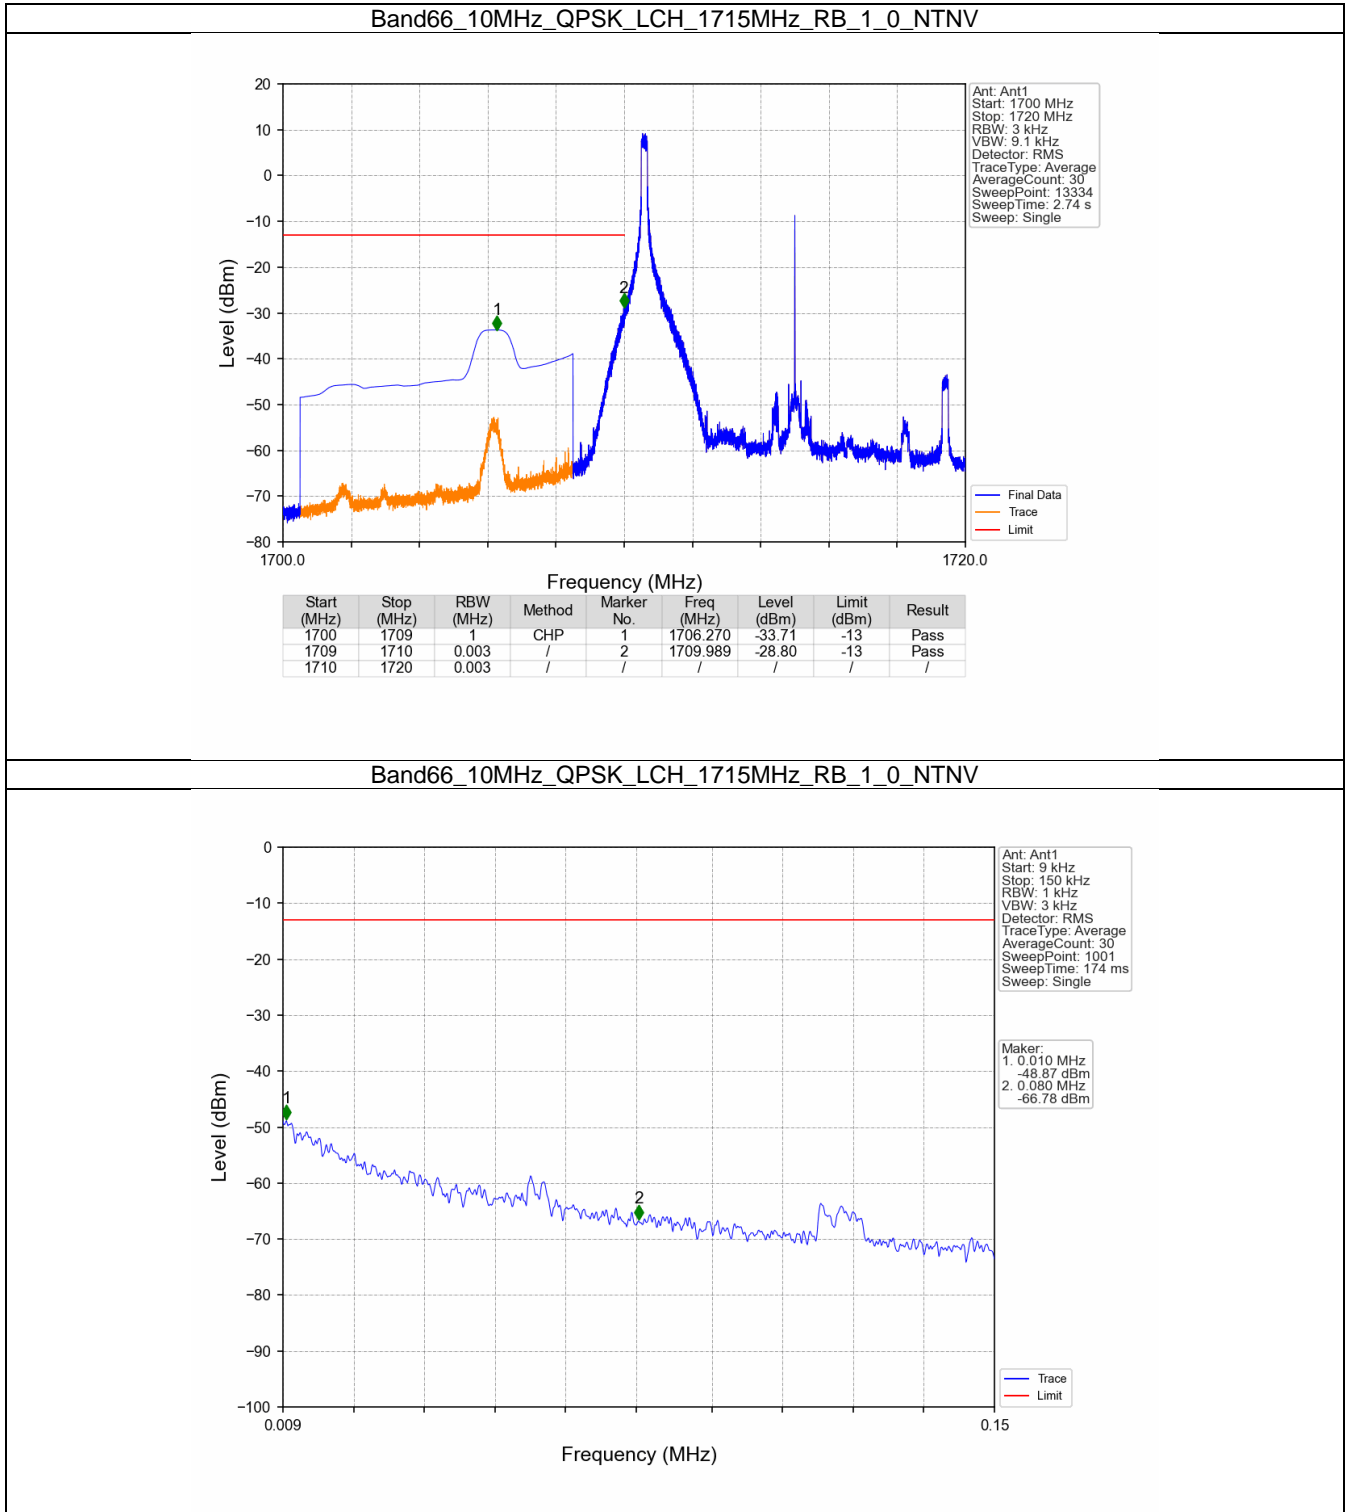 Band66_10MHz_QPSK_LCH_1715MHz_RB_1_0_NTNV
20
10
0
−10
−20
−30
−40
−50
−60
−70
−80
Level (dBm)
1
2
1700.0
1720.0
Frequency (MHz)
Ant: Ant1
Start: 1700 MHz
Stop: 1720 MHz
RBW: 3 kHz
VBW: 9.1 kHz
Detector: RMS
TraceType: Average
AverageCount: 30
SweepPoint: 13334
SweepTime: 2.74 s
Sweep: Single
Final Data
Trace
Limit
Start (MHz) Stop (MHz) RBW (MHz) Method Marker No. Freq (MHz) Level (dBm) Limit (dBm) Result
1700 1709 1 CHP 1 1706.270 -33.71 -13 Pass
1709 1710 0.003 / 2 1709.989 -28.80 -13 Pass
1710 1720 0.003 / / / / / /
Band66_10MHz_QPSK_LCH_1715MHz_RB_1_0_NTNV
0
−10
−20
−30
−40
−50
−60
−70
−80
−90
−100
Level (dBm)
1
2
0.009
0.15
Frequency (MHz)
Ant: Ant1
Start: 9 kHz
Stop: 150 kHz
RBW: 1 kHz
VBW: 3 kHz
Detector: RMS
TraceType: Average
AverageCount: 30
SweepPoint: 1001
SweepTime: 174 ms
Sweep: Single
Maker:
1. 0.010 MHz
-48.87 dBm
2. 0.080 MHz
-66.78 dBm
Trace
Limit